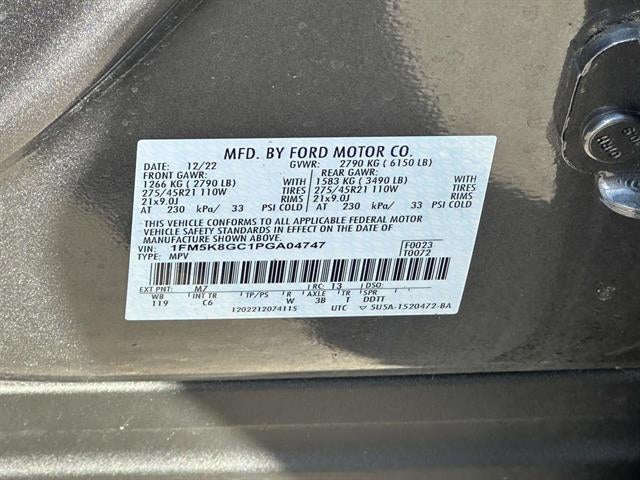 MFD. BY FORD MOTOR CO.
DATE: 12/22 GVWR: 2790 KG ( 6150 LB)
FRONT GAWR: REAR GAWR:
1266 KG ( 2790 LB) WITH 1583 KG ( 3490 LB) WITH
275/45R21 110W TIRES 275/45R21 110W TIRES
21x9.0J RIMS 21x9.0J RIMS
AT 230 kPa/ 33 PSI COLD AT 230 kPa/ 33 PSI COLD
THIS VEHICLE CONFORMS TO ALL APPLICABLE FEDERAL MOTOR
VEHICLE SAFETY STANDARDS IN EFFECT ON THE DATE OF
MANUFACTURE SHOWN ABOVE.
VIN: 1FM5K8GC1PGA04747 F0023
TYPE: MPV T0072
EXT PNT: M7 RC: 13 DSO:
WB INT TR TP/PS R AXLE TR SPR
119 C6 W 3B T DDTT
120221207411S UTC 5U5A-1520472-BA